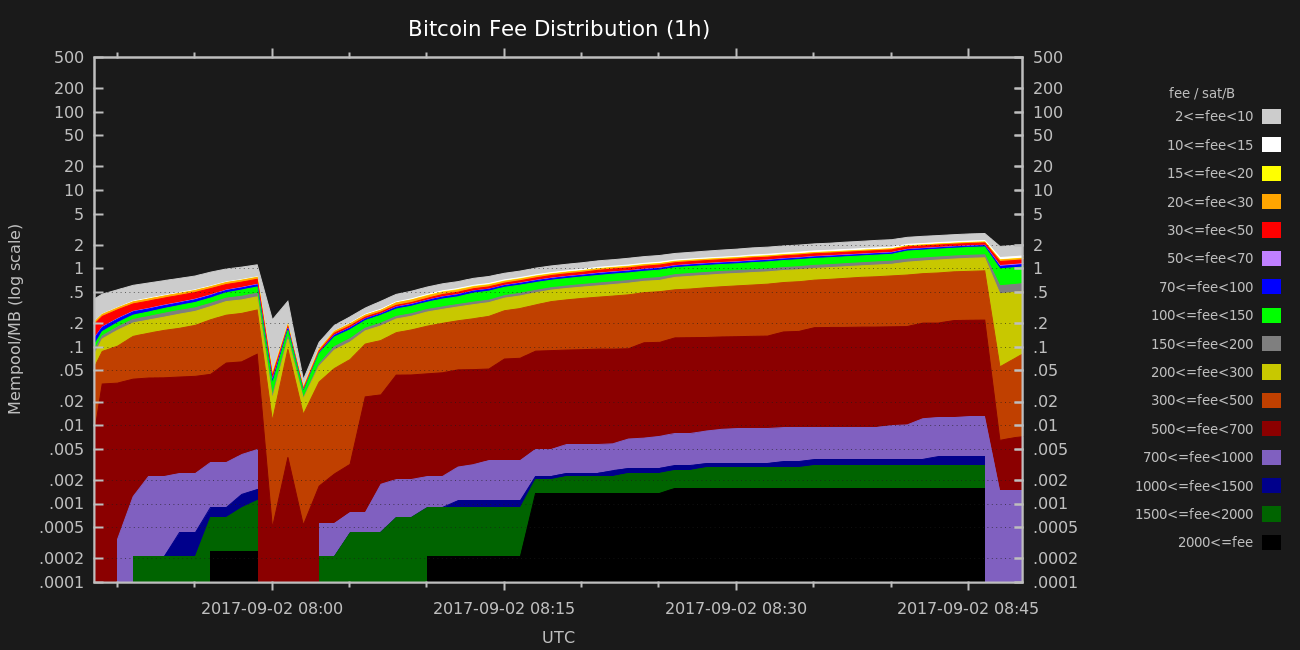 Bitcoin Fee Distribution (1h)
Mempool/MB (log scale)
500
200
100
50
20
10
5
2
1
.5
.2
.1
.05
.02
.01
.005
.002
.001
.0005
.0002
.0001
500
200
100
50
20
10
5
2
1
.5
.2
.1
.05
.02
.01
.005
.002
.001
.0005
.0002
.0001
2017-09-02 08:00 2017-09-02 08:15 2017-09-02 08:30 2017-09-02 08:45
UTC
fee / sat/B
2<=fee<10
10<=fee<15
15<=fee<20
20<=fee<30
30<=fee<50
50<=fee<70
70<=fee<100
100<=fee<150
150<=fee<200
200<=fee<300
300<=fee<500
500<=fee<700
700<=fee<1000
1000<=fee<1500
1500<=fee<2000
2000<=fee